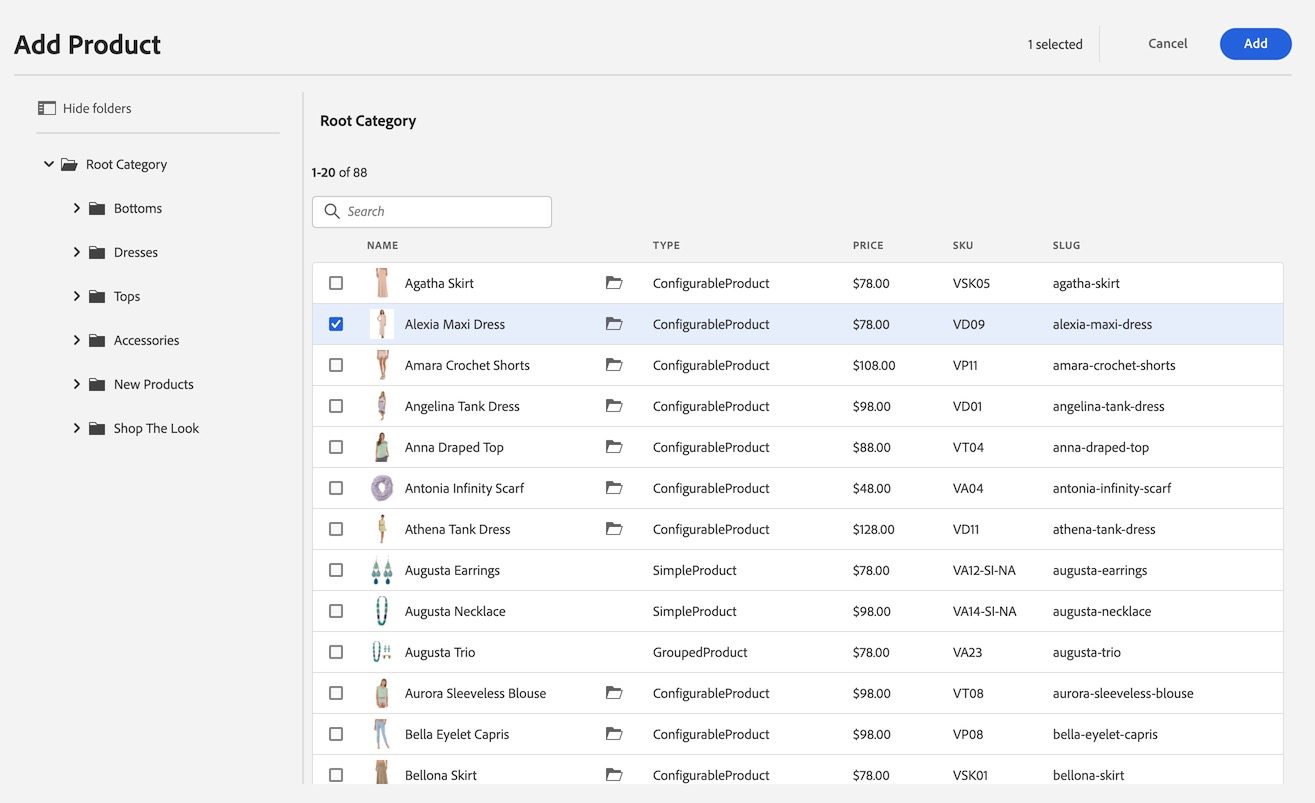 Add Product
1 selected
Cancel
Add
Hide folders
Root Category
Bottoms
Dresses
Tops
Accessories
New Products
Shop The Look
Root Category
1-20 of 88
Search
NAME TYPE PRICE SKU SLUG
Agatha Skirt ConfigurableProduct $78.00 VSK05 agatha-skirt
Alexia Maxi Dress ConfigurableProduct $78.00 VD09 alexia-maxi-dress
Amara Crochet Shorts ConfigurableProduct $108.00 VP11 amara-crochet-shorts
Angelina Tank Dress ConfigurableProduct $98.00 VD01 angelina-tank-dress
Anna Draped Top ConfigurableProduct $88.00 VT04 anna-draped-top
Antonia Infinity Scarf ConfigurableProduct $48.00 VA04 antonia-infinity-scarf
Athena Tank Dress ConfigurableProduct $128.00 VD11 athena-tank-dress
Augusta Earrings SimpleProduct $78.00 VA12-SI-NA augusta-earrings
Augusta Necklace SimpleProduct $98.00 VA14-SI-NA augusta-necklace
Augusta Trio GroupedProduct $78.00 VA23 augusta-trio
Aurora Sleeveless Blouse ConfigurableProduct $98.00 VT08 aurora-sleeveless-blouse
Bella Eyelet Capris ConfigurableProduct $98.00 VP08 bella-eyelet-capris
Bellona Skirt ConfigurableProduct $78.00 VSK01 bellona-skirt